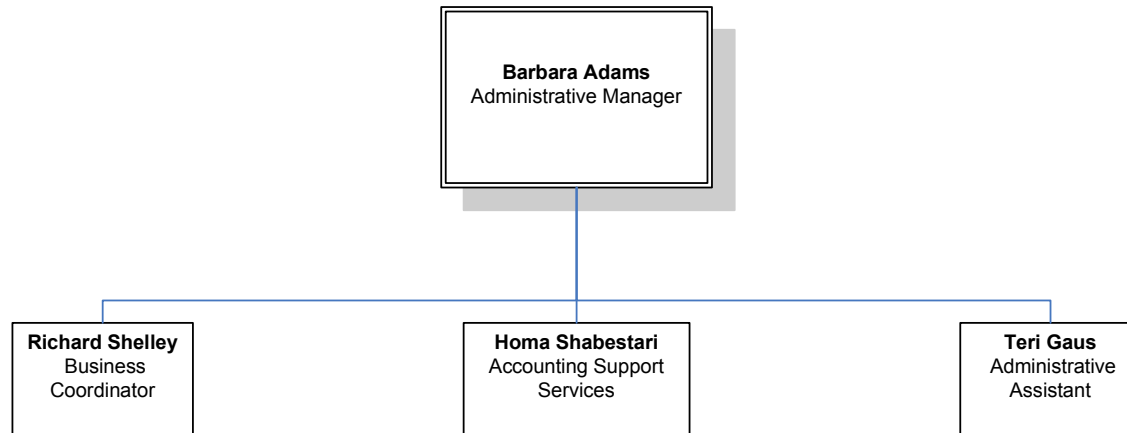 Barbara Adams
Administrative Manager
Richard Shelley
Business
Coordinator
Homa Shabestari
Accounting Support
Services
Teri Gaus
Administrative
Assistant